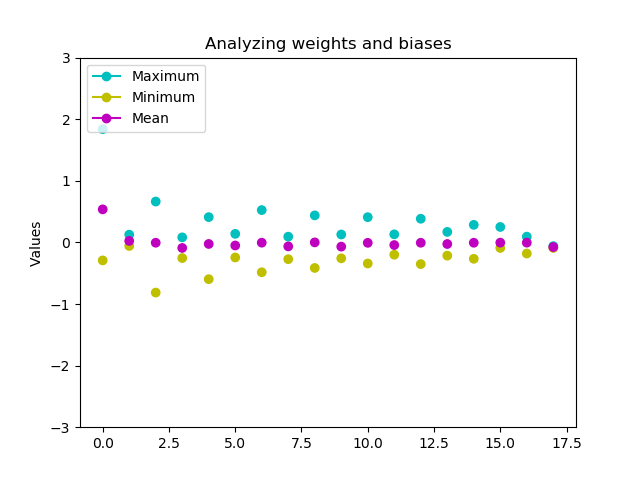 Analyzing weights and biases
Maximum
Minimum
Mean
Values
3
2
1
0
−1
−2
−3
0.0 2.5 5.0 7.5 10.0 12.5 15.0 17.5